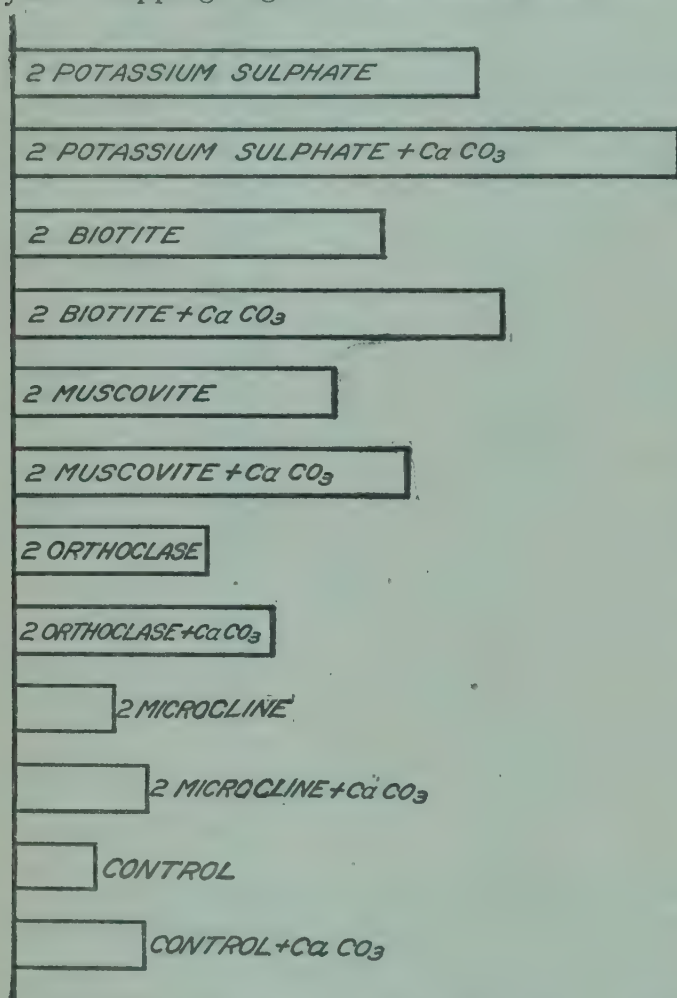 2 POTASSIUM SULPHATE
2 POTASSIUM SULPHATE + Ca CO₃
2 BIOTITE
2 BIOTITE + Ca CO₃
2 MUSCOVITE
2 MUSCOVITE + Ca CO₃
2 ORTHOCLASE
2 ORTHOCLASE + Ca CO₃
2 MICROCLINE
2 MICROCLINE + Ca CO₃
CONTROL
CONTROL + Ca CO₃